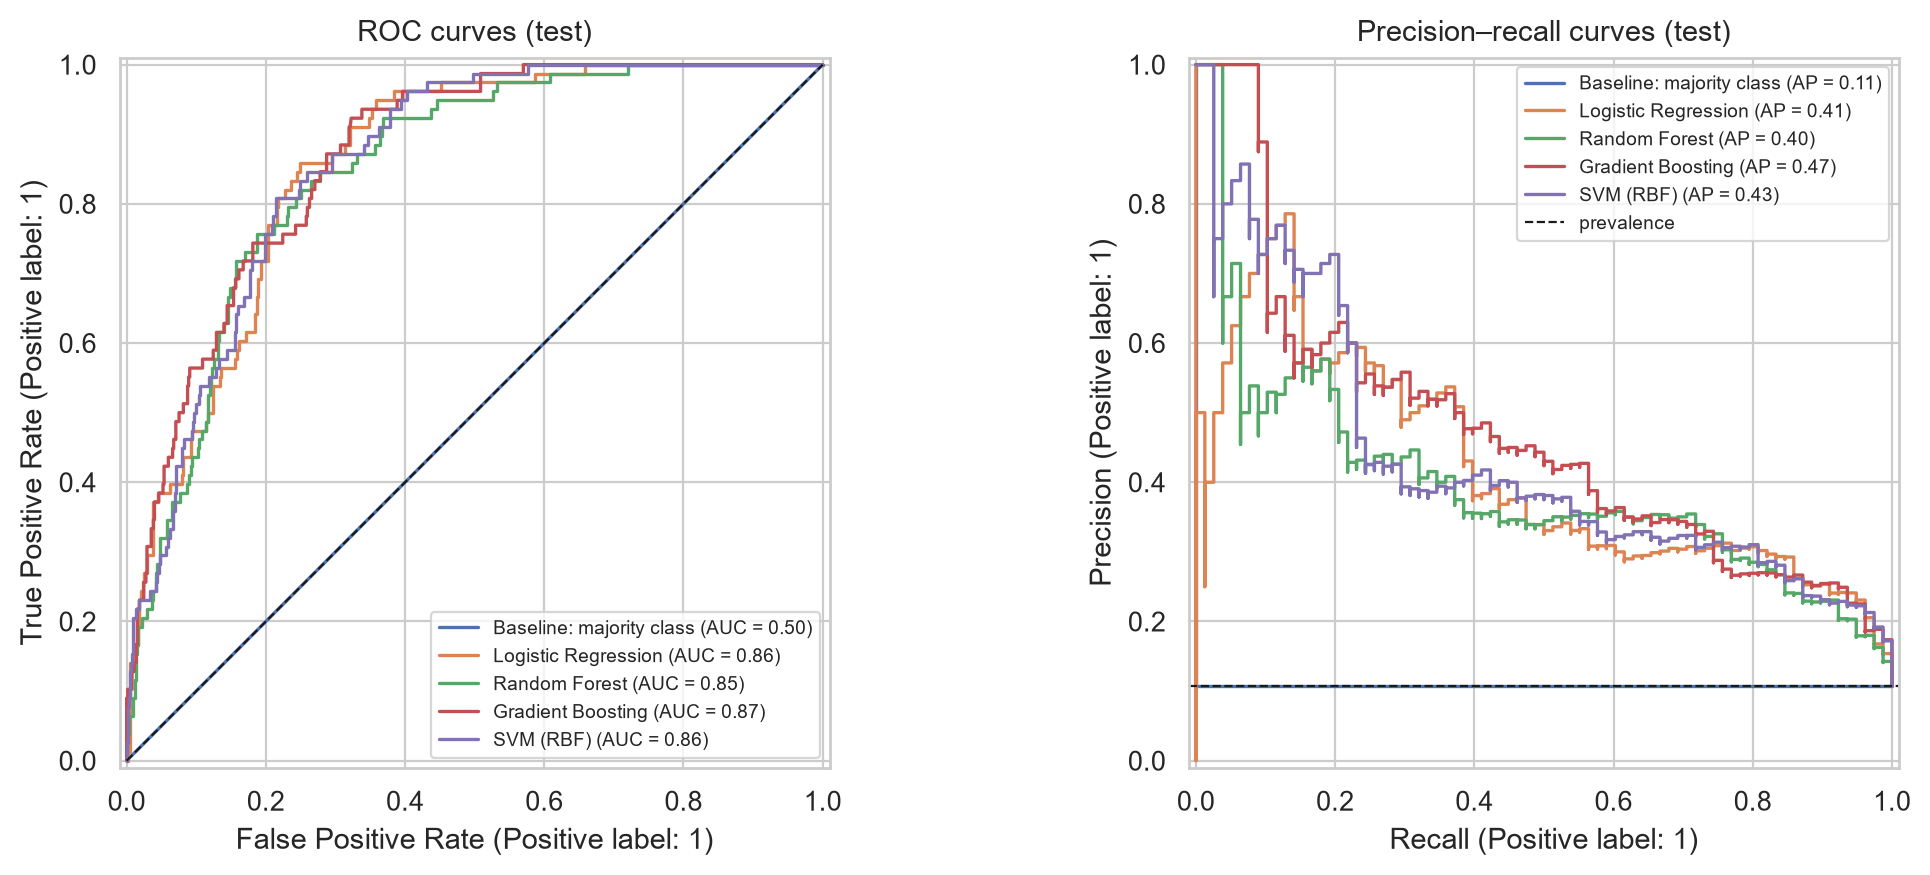 ROC curves (test)
1.0
0.8
0.6
0.4
0.2
0.0
True Positive Rate (Positive label: 1)
Baseline: majority class (AUC = 0.50)
Logistic Regression (AUC = 0.86)
Random Forest (AUC = 0.85)
Gradient Boosting (AUC = 0.87)
SVM (RBF) (AUC = 0.86)
0.0 0.2 0.4 0.6 0.8 1.0
False Positive Rate (Positive label: 1)
Precision–recall curves (test)
1.0
0.8
0.6
0.4
0.2
0.0
Precision (Positive label: 1)
Baseline: majority class (AP = 0.11)
Logistic Regression (AP = 0.41)
Random Forest (AP = 0.40)
Gradient Boosting (AP = 0.47)
SVM (RBF) (AP = 0.43)
prevalence
0.0 0.2 0.4 0.6 0.8 1.0
Recall (Positive label: 1)